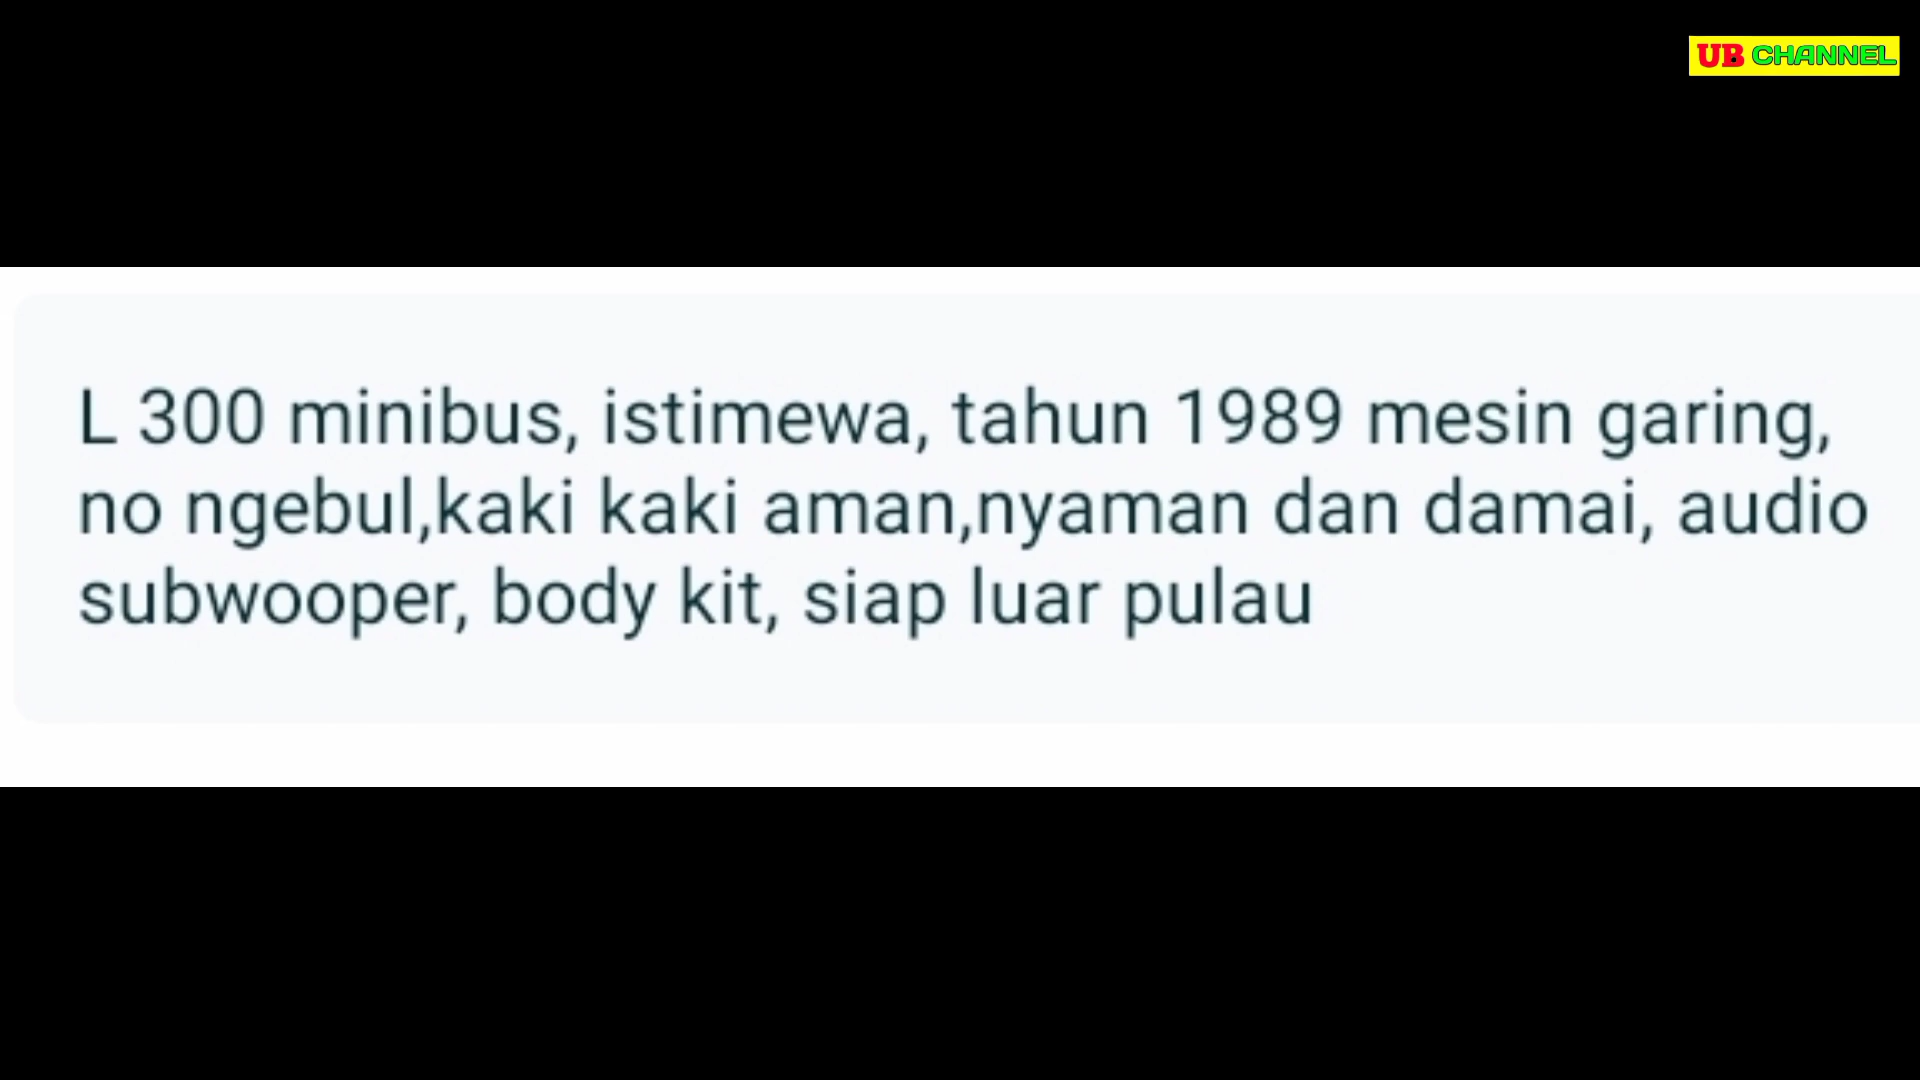 UB CHANNEL
L 300 minibus, istimewa, tahun 1989 mesin garing,
no ngebul,kaki kaki aman,nyaman dan damai, audio
subwooper, body kit, siap luar pulau